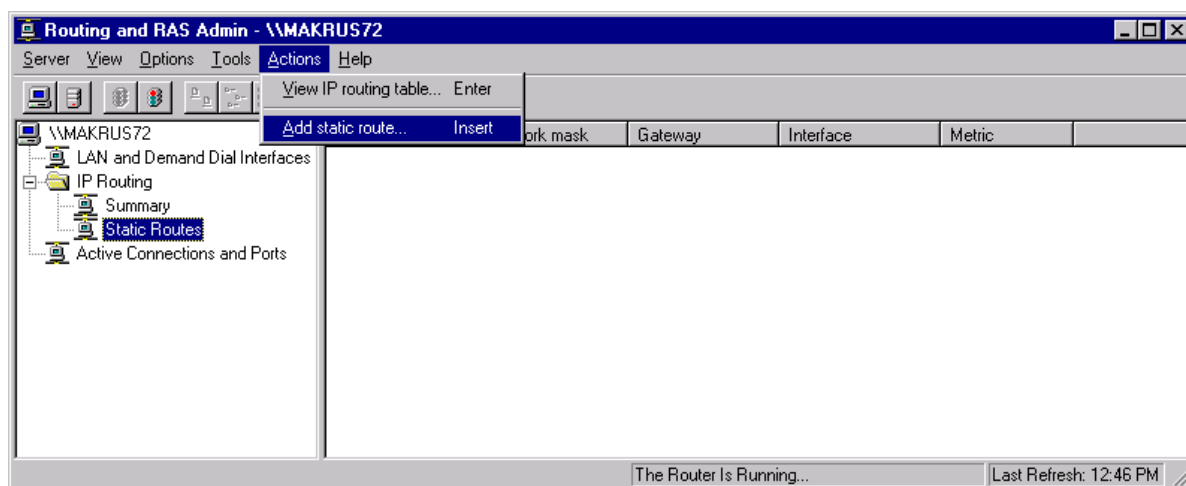 Routing and RAS Admin - \\MAKRUS72
Server View Options Tools Actions Help
View IP routing table... Enter
Add static route... Insert
\\MAKRUS72
mask Gateway Interface Metric
LAN and Demand Dial Interfaces
IP Routing
Summary
Static Routes
Active Connections and Ports
The Router Is Running... Last Refresh: 12:46 PM